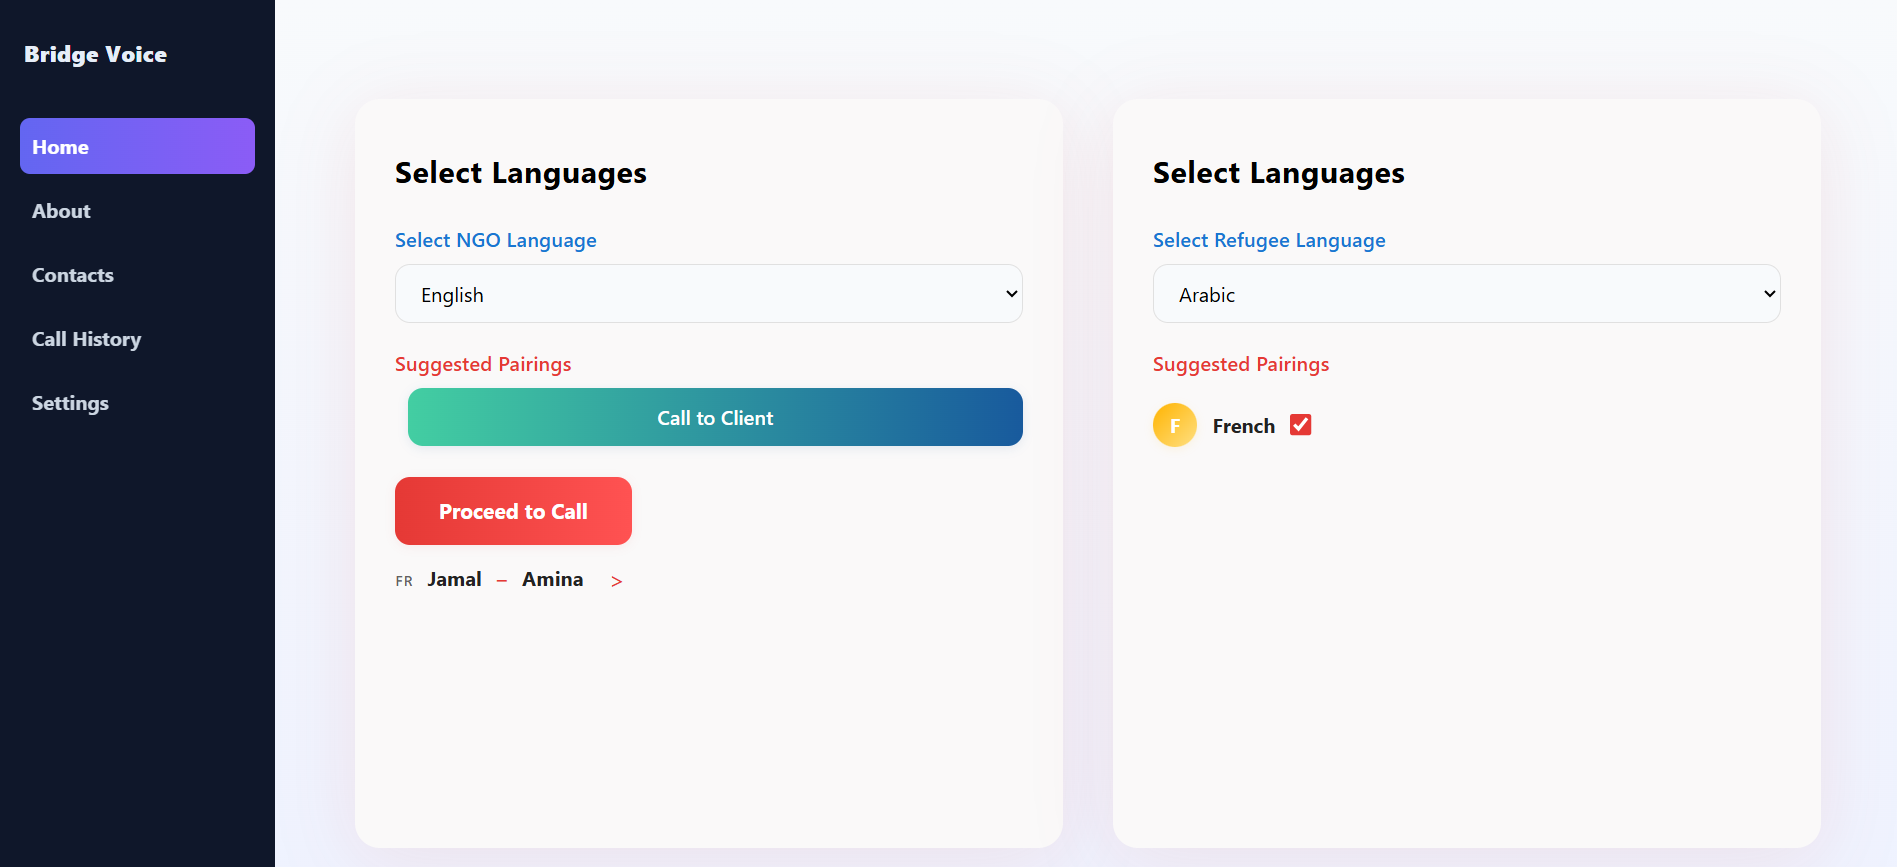 Bridge Voice
Home
About
Contacts
Call History
Settings
Select Languages
Select NGO Language
English
Suggested Pairings
Call to Client
Proceed to Call
FR Jamal – Amina >
Select Languages
Select Refugee Language
Arabic
Suggested Pairings
F French